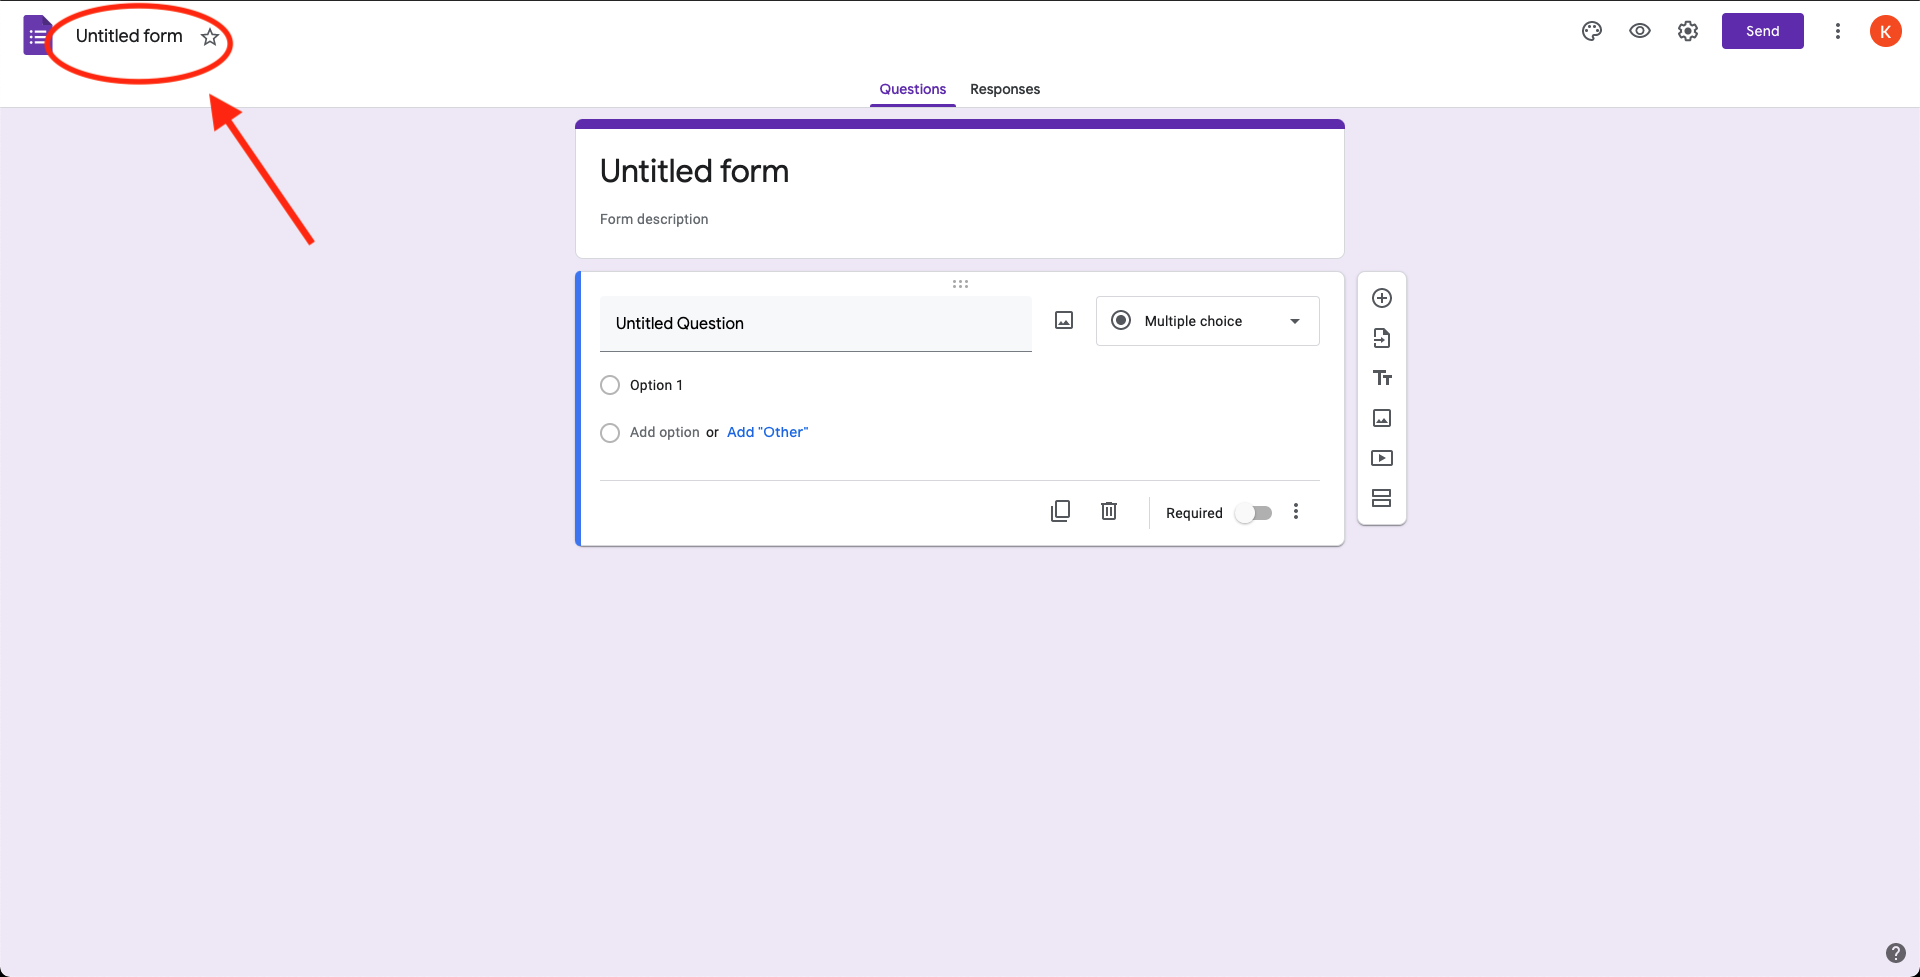 Untitled form
Send
K
Questions Responses
Untitled form
Form description
Untitled Question
Multiple choice
Option 1
Add option or Add "Other"
Required
?